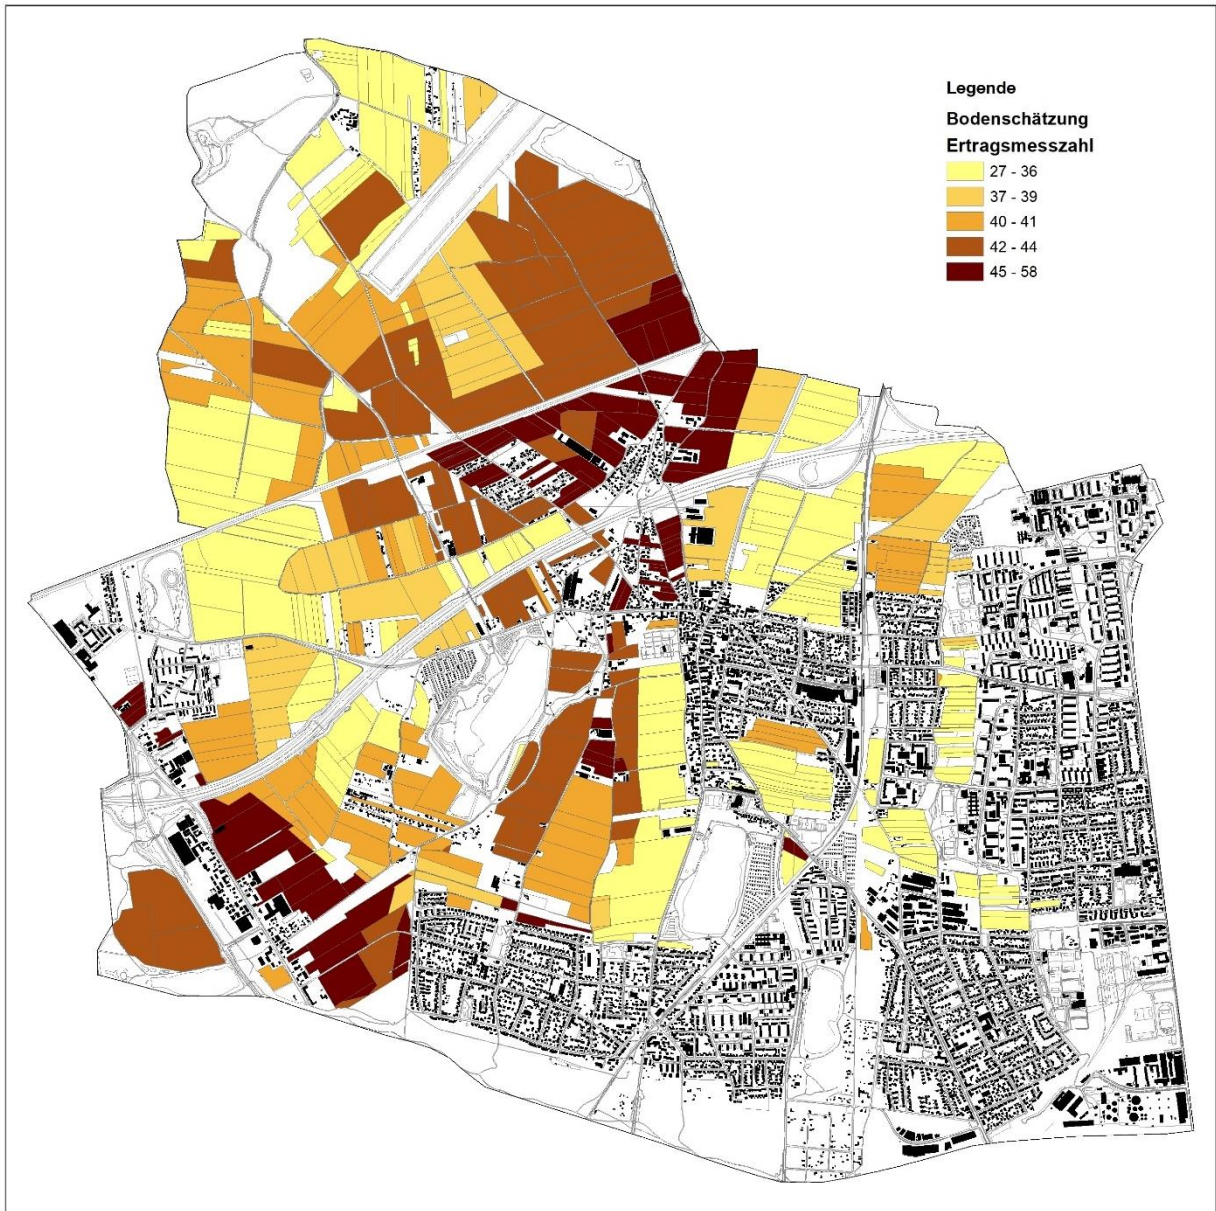 Legende
Bodenschätzung
Ertragsmesszahl
27 - 36
37 - 39
40 - 41
42 - 44
45 - 58